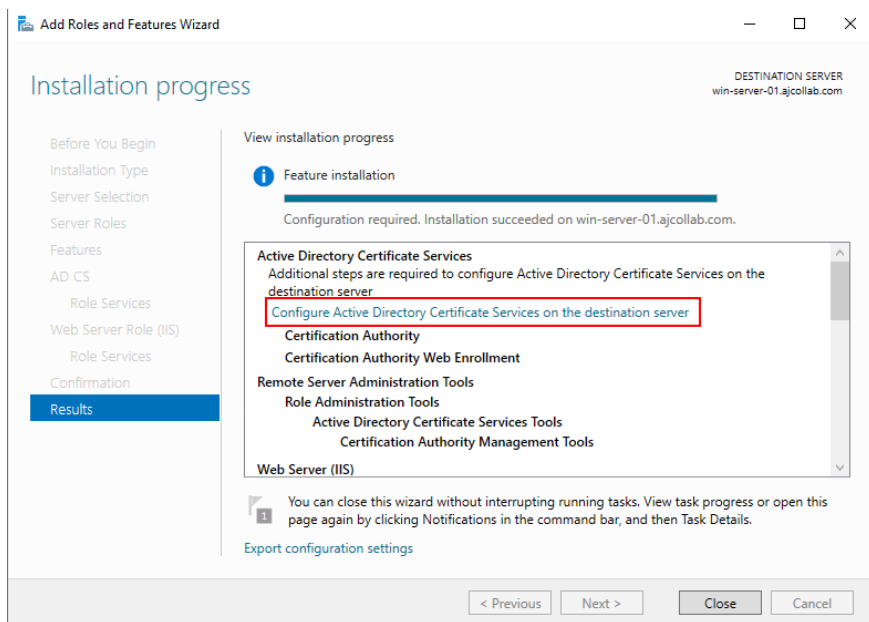 Add Roles and Features Wizard
Installation progress
DESTINATION SERVER
win-server-01.ajcollab.com
Before You Begin
Installation Type
Server Selection
Server Roles
Features
AD CS
Role Services
Web Server Role (IIS)
Role Services
Confirmation
Results
View installation progress
Feature installation
Configuration required. Installation succeeded on win-server-01.ajcollab.com.
Active Directory Certificate Services
Additional steps are required to configure Active Directory Certificate Services on the
destination server
Configure Active Directory Certificate Services on the destination server
Certification Authority
Certification Authority Web Enrollment
Remote Server Administration Tools
Role Administration Tools
Active Directory Certificate Services Tools
Certification Authority Management Tools
Web Server (IIS)
1
You can close this wizard without interrupting running tasks. View task progress or open this
page again by clicking Notifications in the command bar, and then Task Details.
Export configuration settings
< Previous
Next >
Close
Cancel